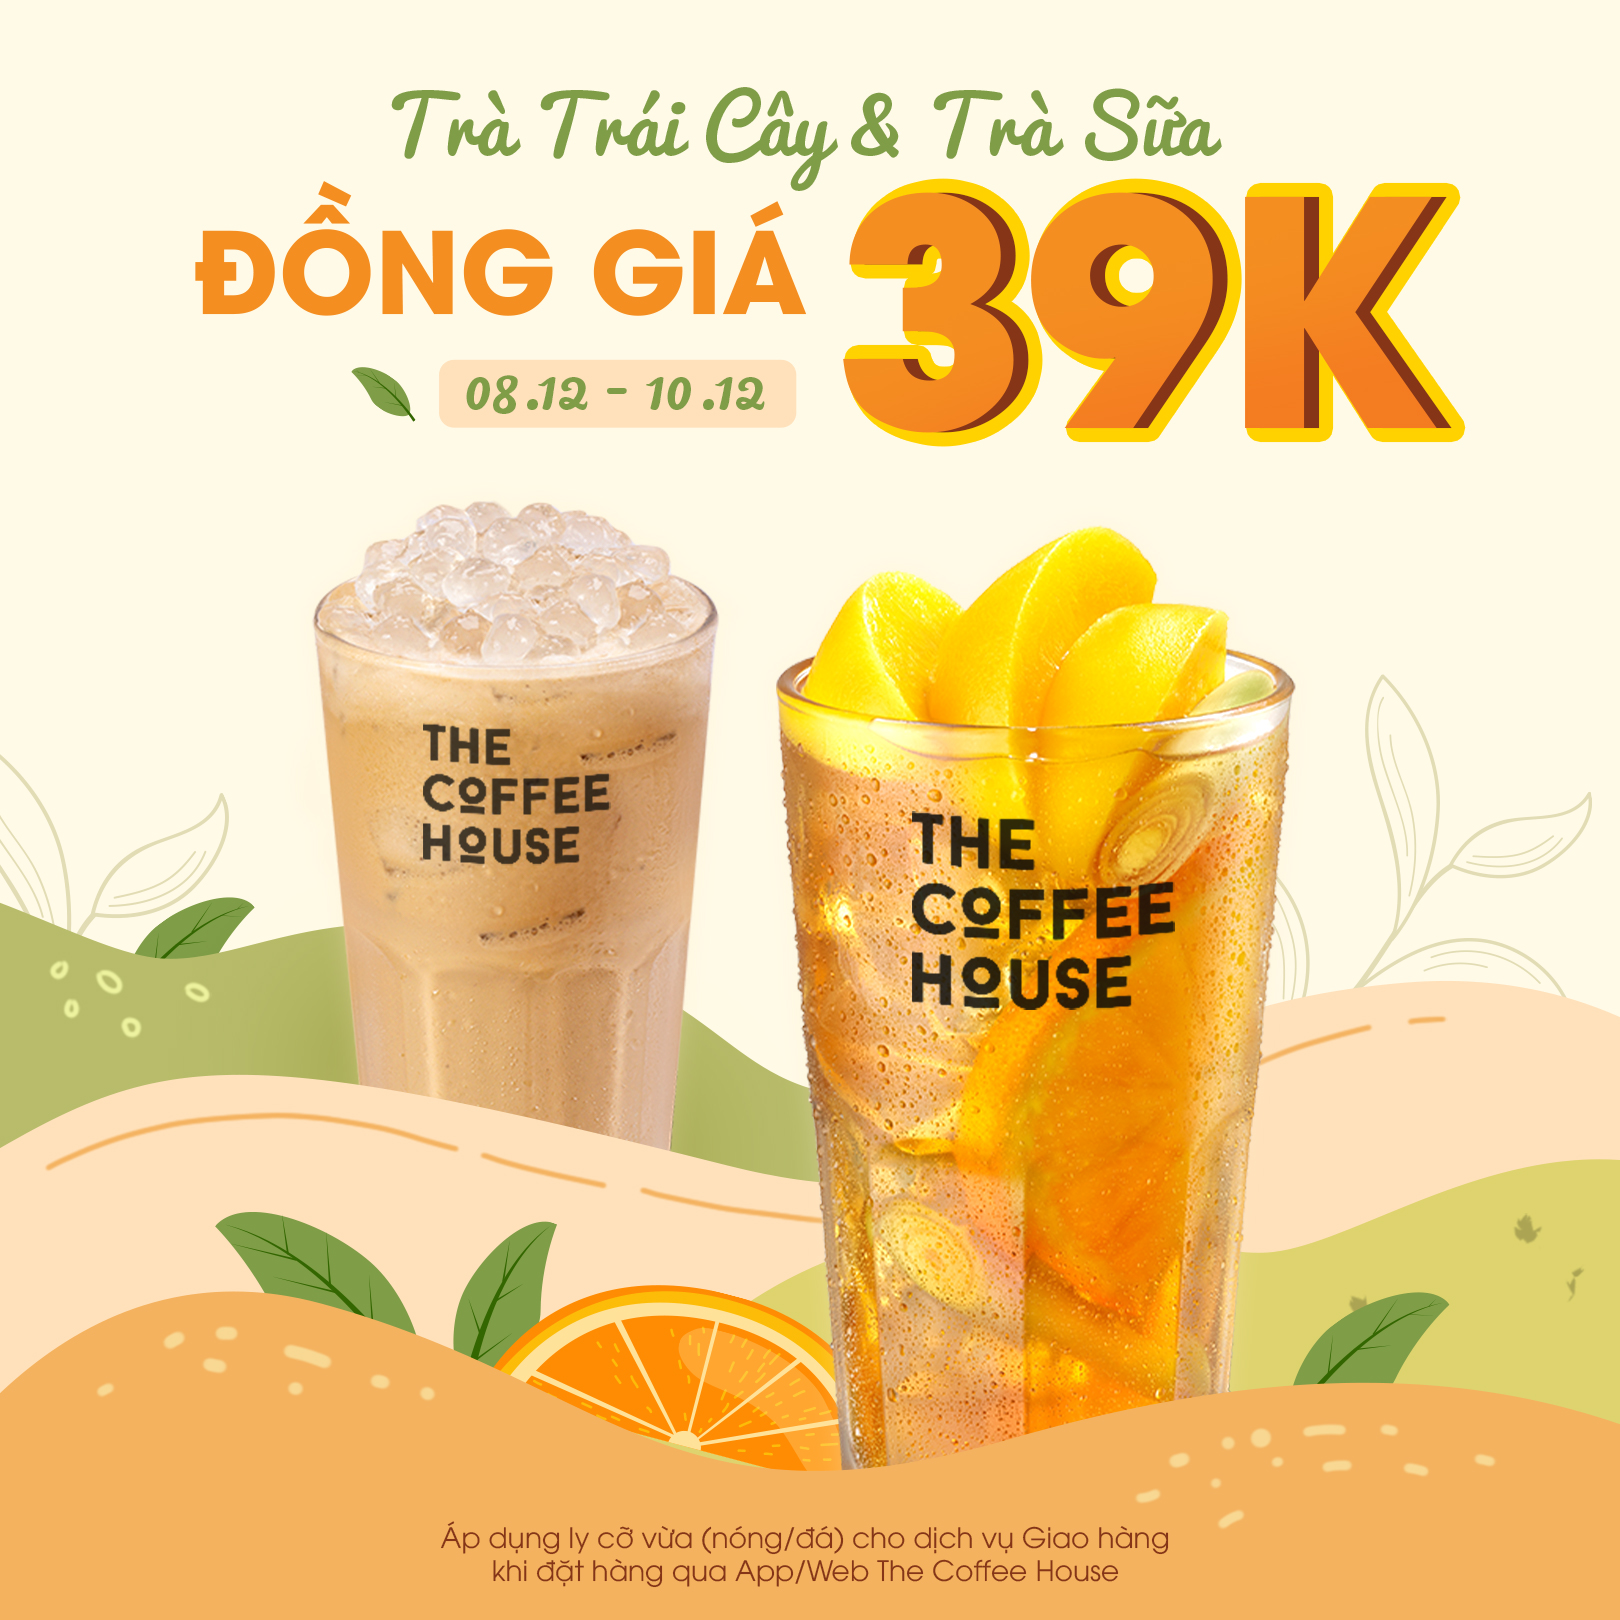 Trà Trái Cây & Trà Sữa
ĐỒNG GIÁ 39K
08.12 - 10.12
THE
COFFEE
HOUSE
THE
COFFEE
HOUSE
Áp dụng ly cỡ vừa (nóng/đá) cho dịch vụ Giao hàng
khi đặt hàng qua App/Web The Coffee House